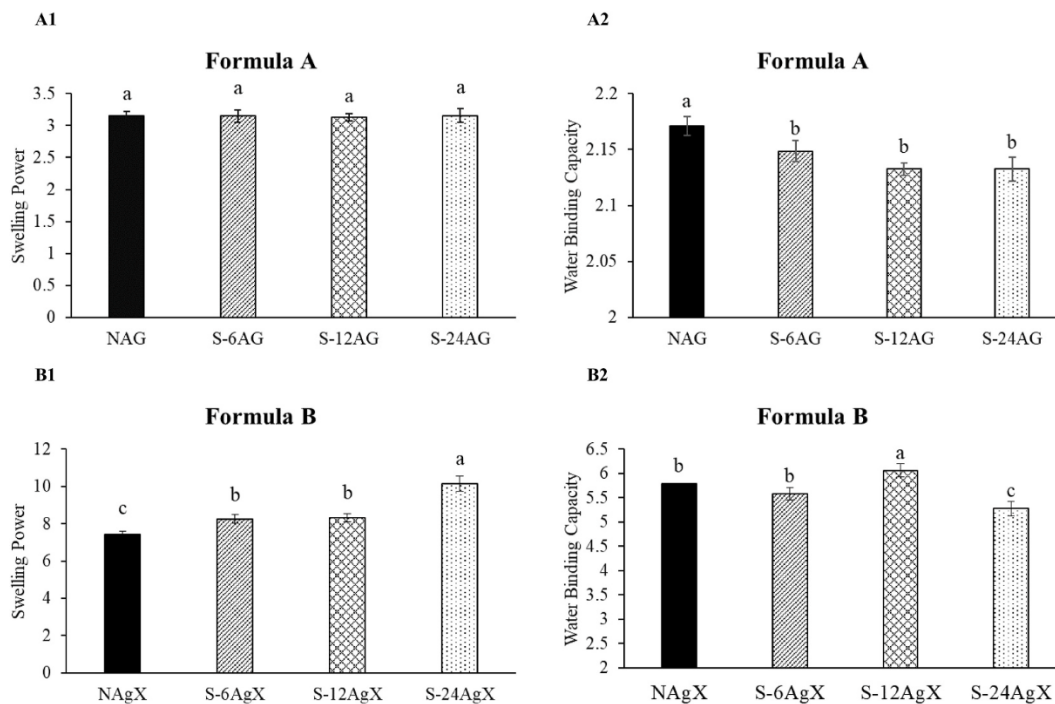 A1
Formula A
a a a a
3.5
3
2.5
2
1.5
1
0.5
0
Swelling Power
NAG S-6AG S-12AG S-24AG
A2
Formula A
a b b b
2.2
2.15
2.1
2.05
2
Water Binding Capacity
NAG S-6AG S-12AG S-24AG
B1
Formula B
c b b a
12
10
8
6
4
2
0
Swelling Power
NAgX S-6AgX S-12AgX S-24AgX
B2
Formula B
b b a c
6.5
6
5.5
5
4.5
4
3.5
3
2.5
2
Water Binding Capacity
NAgX S-6AgX S-12AgX S-24AgX